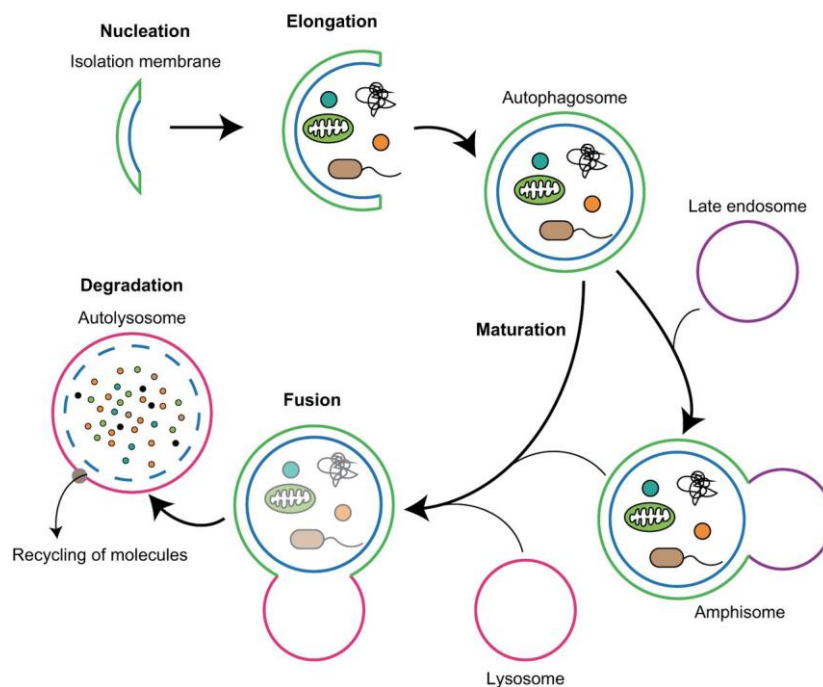 Nucleation
Isolation membrane
Elongation
Autophagosome
Late endosome
Maturation
Degradation
Autolysosome
Fusion
Recycling of molecules
Lysosome
Amphisome